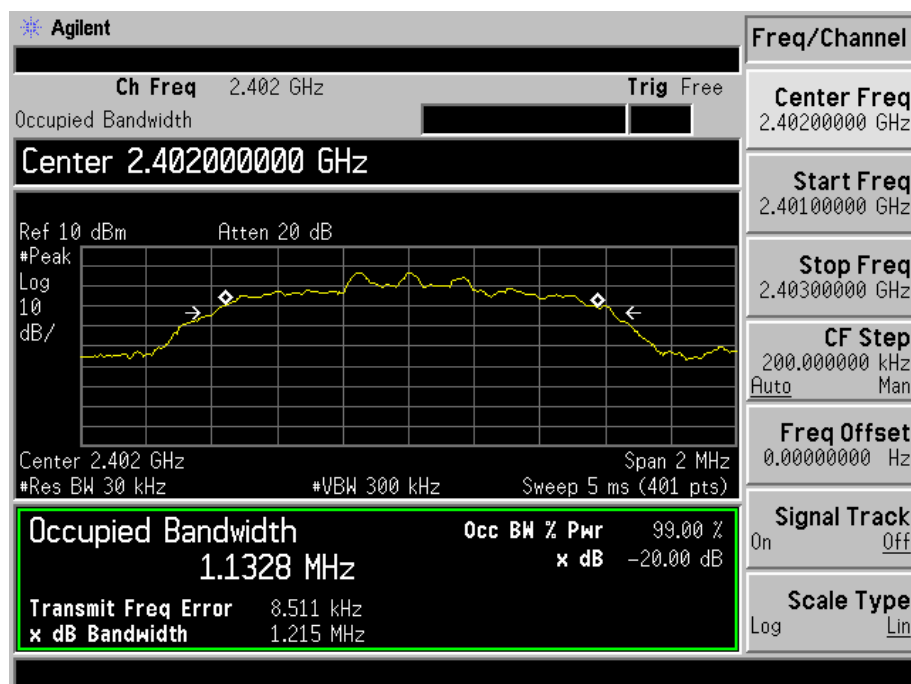 Agilent
Freq/Channel
Ch Freq 2.402 GHz Trig Free
Occupied Bandwidth
Center 2.402000000 GHz
Ref 10 dBm Atten 20 dB
#Peak
Log
10
dB/
Center 2.402 GHz Span 2 MHz
#Res BW 30 kHz #VBW 300 kHz Sweep 5 ms (401 pts)
Occupied Bandwidth Occ BW % Pwr 99.00 %
1.1328 MHz x dB -20.00 dB
Transmit Freq Error 8.511 kHz
x dB Bandwidth 1.215 MHz
Center Freq
2.40200000 GHz
Start Freq
2.40100000 GHz
Stop Freq
2.40300000 GHz
CF Step
200.000000 kHz
Auto Man
Freq Offset
0.00000000 Hz
Signal Track
On Off
Scale Type
Log Lin